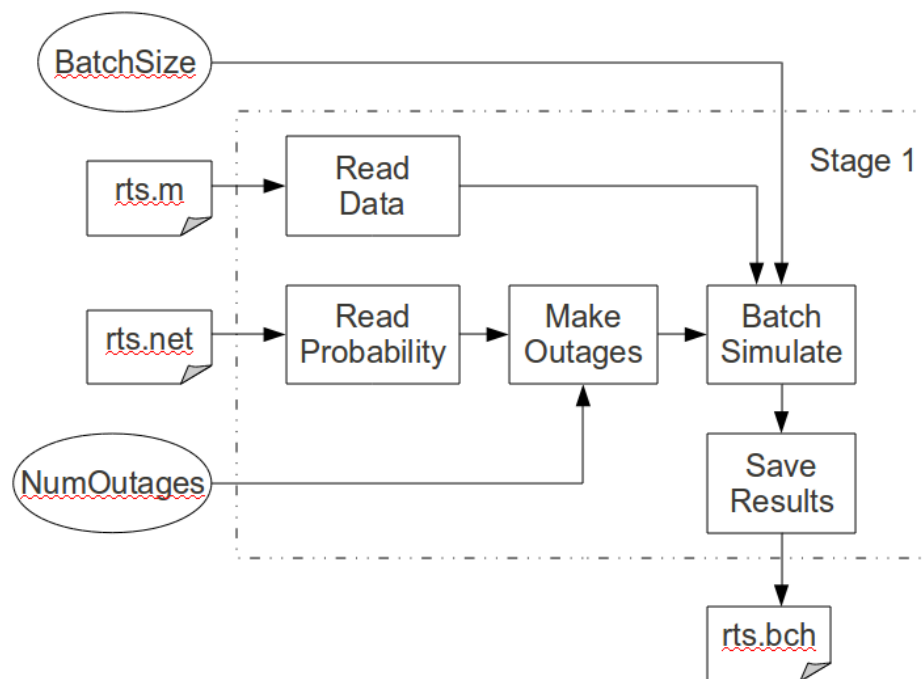 BatchSize
Stage 1
rts.m
Read
Data
rts.net
Read
Probability
Make
Outages
Batch
Simulate
NumOutages
Save
Results
rts.bch